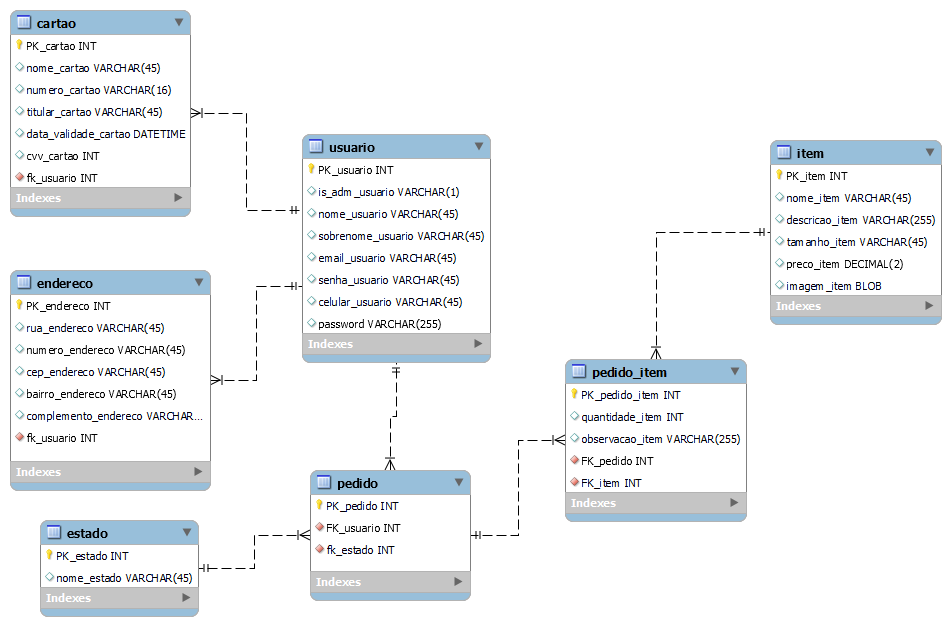 cartao
PK_cartao INT
nome_cartao VARCHAR(45)
numero_cartao VARCHAR(16)
titular_cartao VARCHAR(45)
data_validade_cartao DATETIME
cvv_cartao INT
fk_usuario INT
Indexes
usuario
PK_usuario INT
is_adm_usuario VARCHAR(1)
nome_usuario VARCHAR(45)
sobrenome_usuario VARCHAR(45)
email_usuario VARCHAR(45)
senha_usuario VARCHAR(45)
celular_usuario VARCHAR(45)
password VARCHAR(255)
Indexes
item
PK_item INT
nome_item VARCHAR(45)
descricao_item VARCHAR(255)
tamanho_item VARCHAR(45)
preco_item DECIMAL(2)
imagem_item BLOB
Indexes
endereco
PK_endereco INT
rua_endereco VARCHAR(45)
numero_endereco VARCHAR(45)
cep_endereco VARCHAR(45)
bairro_endereco VARCHAR(45)
complemento_endereco VARCHAR...
fk_usuario INT
Indexes
pedido_item
PK_pedido_item INT
quantidade_item INT
observacao_item VARCHAR(255)
FK_pedido INT
FK_item INT
Indexes
pedido
PK_pedido INT
FK_usuario INT
fk_estado INT
Indexes
estado
PK_estado INT
nome_estado VARCHAR(45)
Indexes